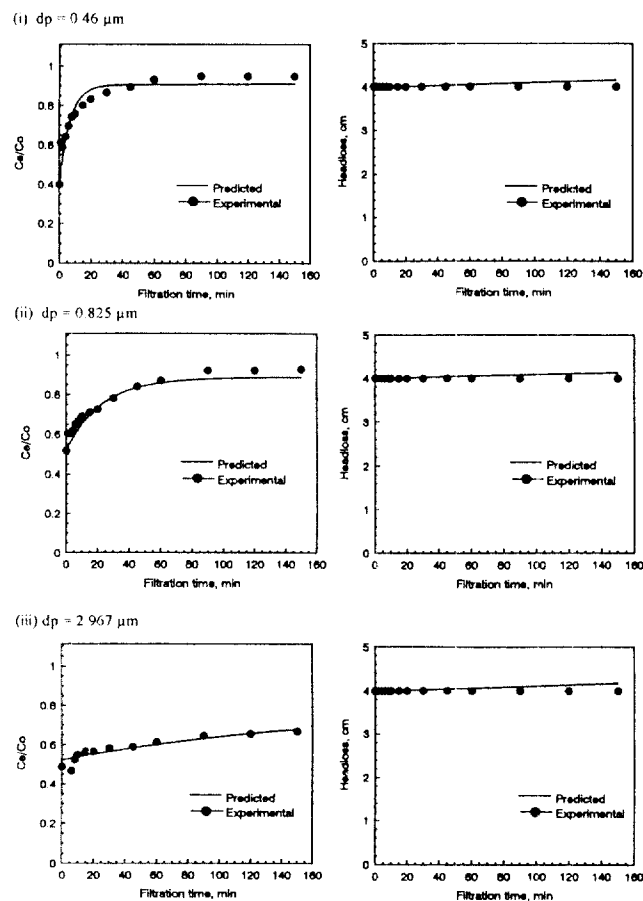 (i) dp = 0.46 µm
Ce/Co
1
0.8
0.6
0.4
0.2
0
Predicted
Experimental
0 20 40 60 80 100 120 140 160
Filtration time, min
Headloss, cm
5
4
3
2
1
0
Predicted
Experimental
0 20 40 60 80 100 120 140 160
Filtration time, min
(ii) dp = 0.825 µm
Ce/Co
1
0.8
0.6
0.4
0.2
0
Predicted
Experimental
0 20 40 60 80 100 120 140 160
Filtration time, min
Headloss, cm
5
4
3
2
1
0
Predicted
Experimental
0 20 40 60 80 100 120 140 160
Filtration time, min
(iii) dp = 2 967 µm
Ce/Co
1
0.8
0.6
0.4
0.2
0
Predicted
Experimental
0 20 40 60 80 100 120 140 160
Filtration time, min
Headloss, cm
5
4
3
2
1
0
Predicted
Experimental
0 20 40 60 80 100 120 140 160
Filtration time, min